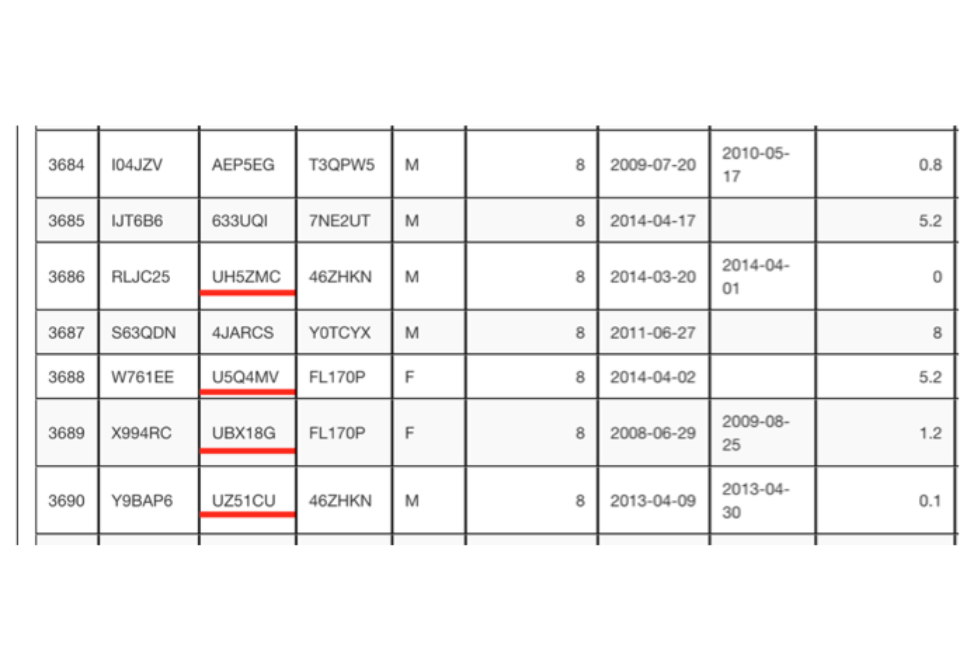 3684 I04JZV AEP5EG T3QPW5 M 8 2009-07-20 2010-05-
17 0.8
3685 IJT6B6 633UQI 7NE2UT M 8 2014-04-17 5.2
3686 RLJC25 UH5ZMC 46ZHKN M 8 2014-03-20 2014-04-
01 0
3687 S63QDN 4JARCS Y0TCYX M 8 2011-06-27 8
3688 W761EE U5Q4MV FL170P F 8 2014-04-02 5.2
3689 X994RC UBX18G FL170P F 8 2008-06-29 2009-08-
25 1.2
3690 Y9BAP6 UZ51CU 46ZHKN M 8 2013-04-09 2013-04-
30 0.1